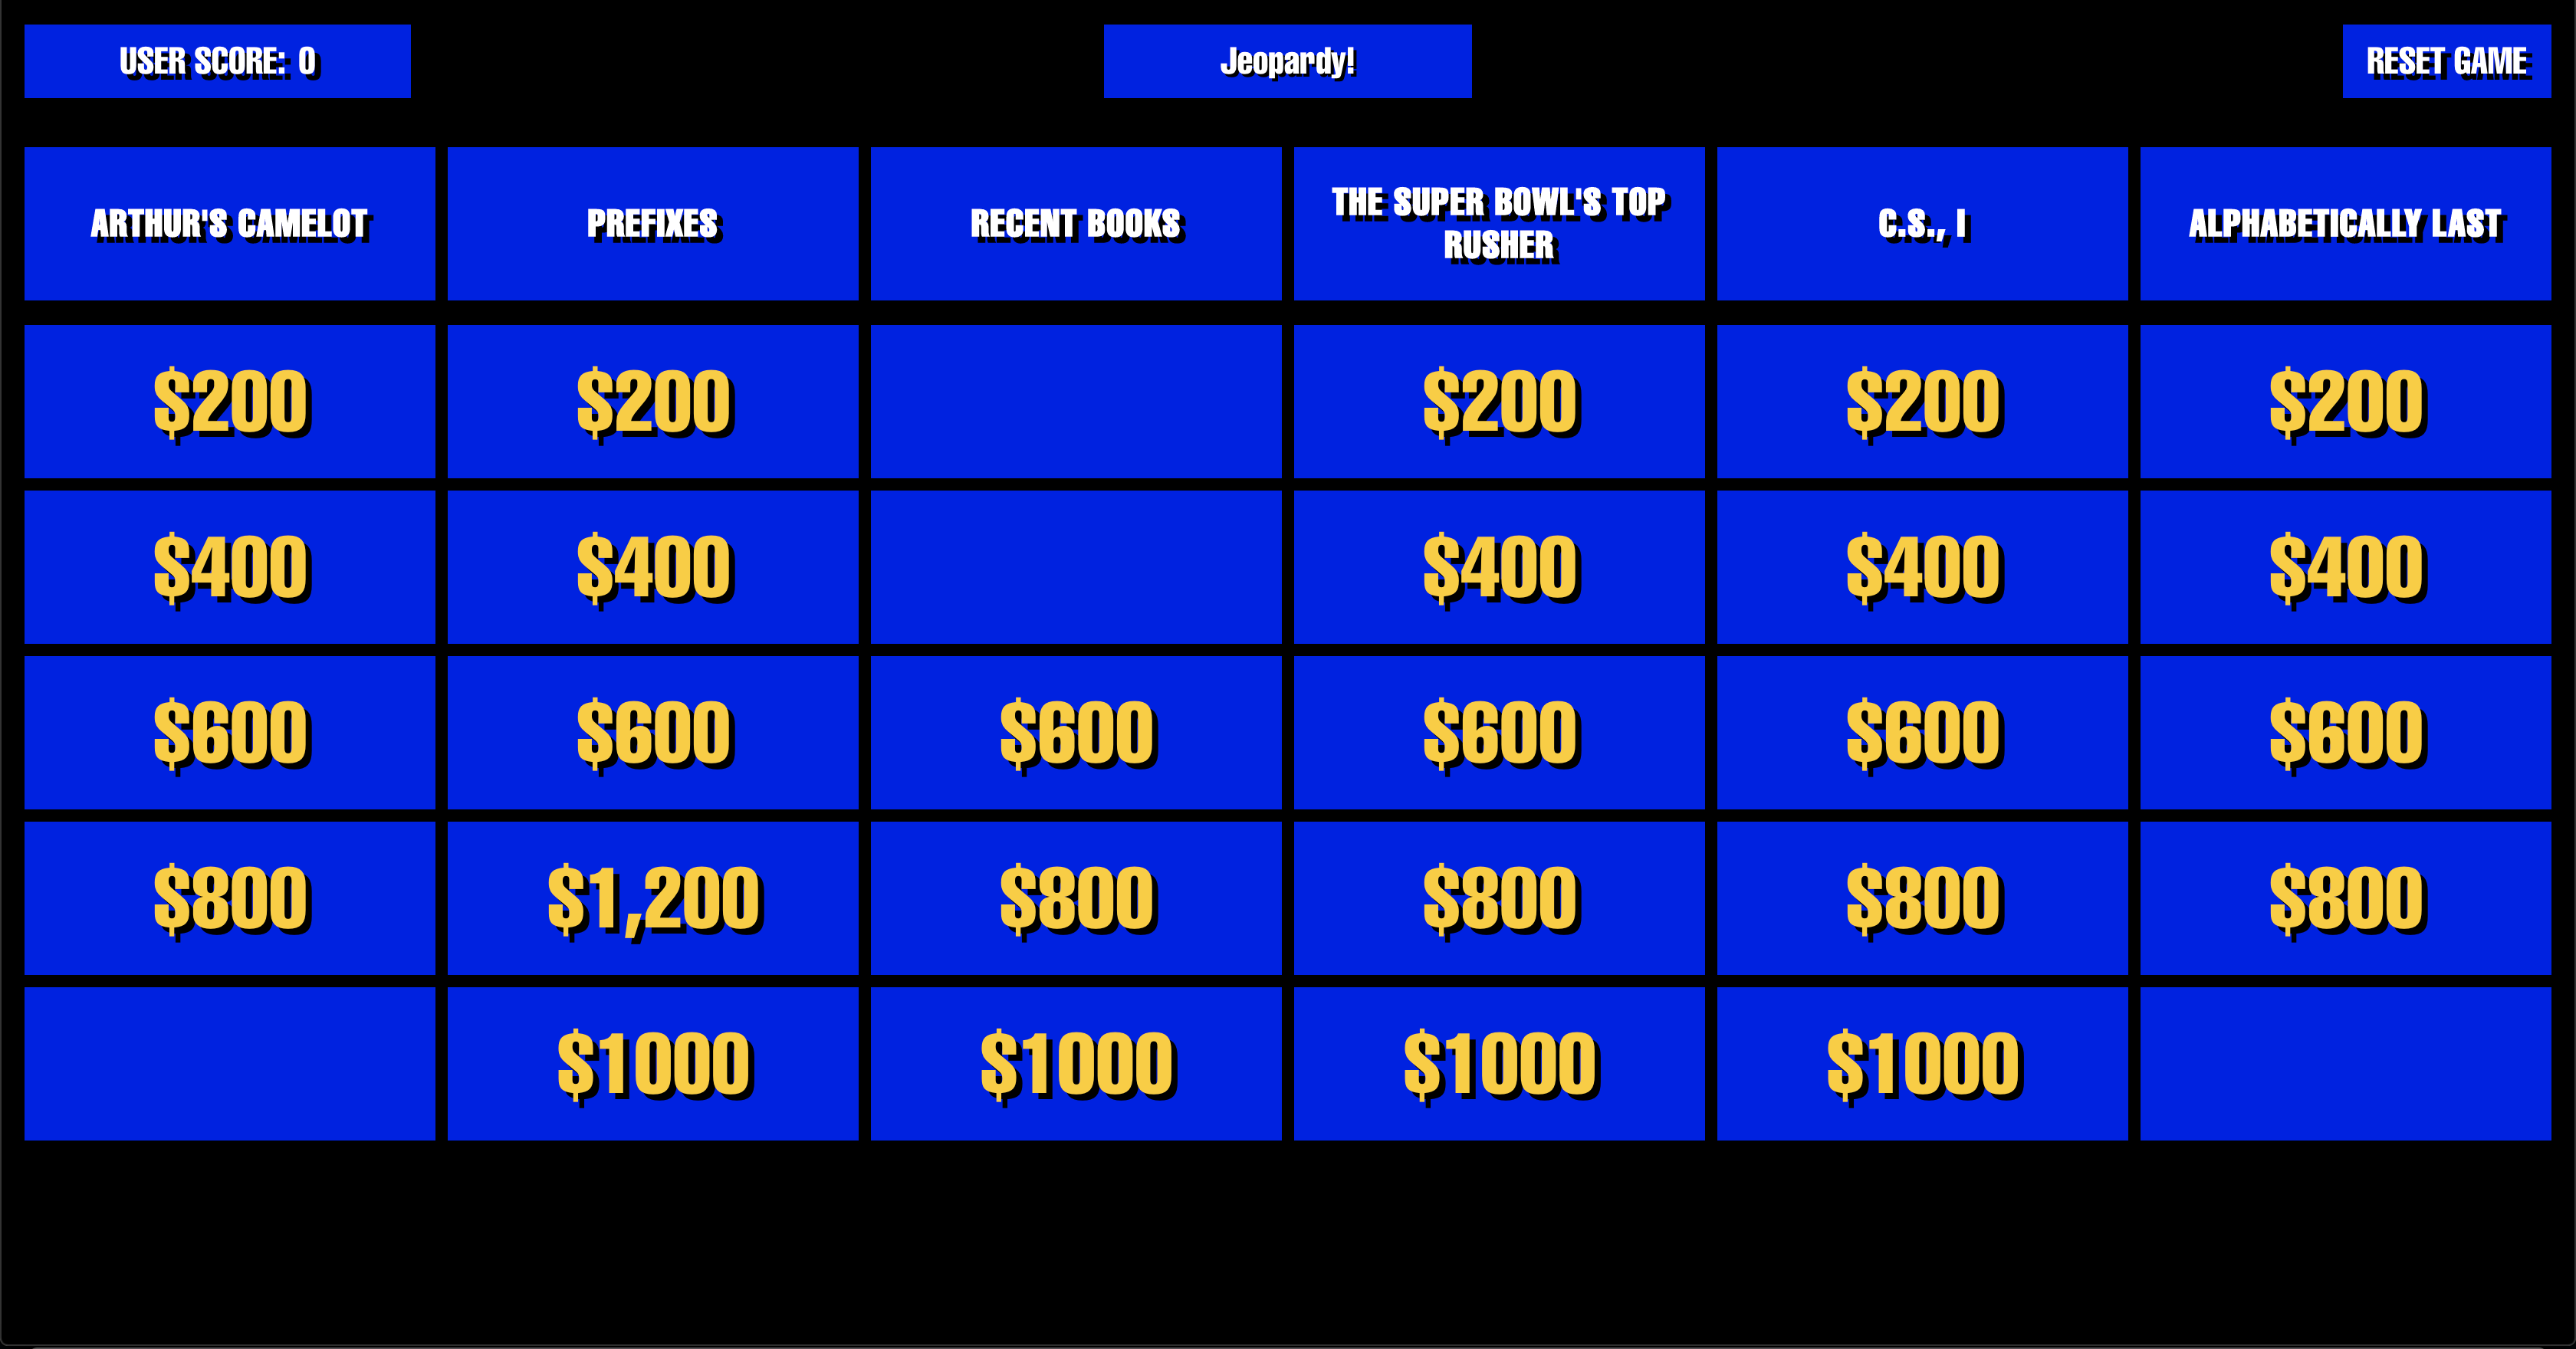 USER SCORE: 0
Jeopardy!
RESET GAME
ARTHUR'S CAMELOT
PREFIXES
RECENT BOOKS
THE SUPER BOWL'S TOP
RUSHER
C.S., I
ALPHABETICALLY LAST
$200 $200 $200 $200 $200
$400 $400 $400 $400 $400
$600 $600 $600 $600 $600 $600
$800 $1,200 $800 $800 $800 $800
$1000 $1000 $1000 $1000